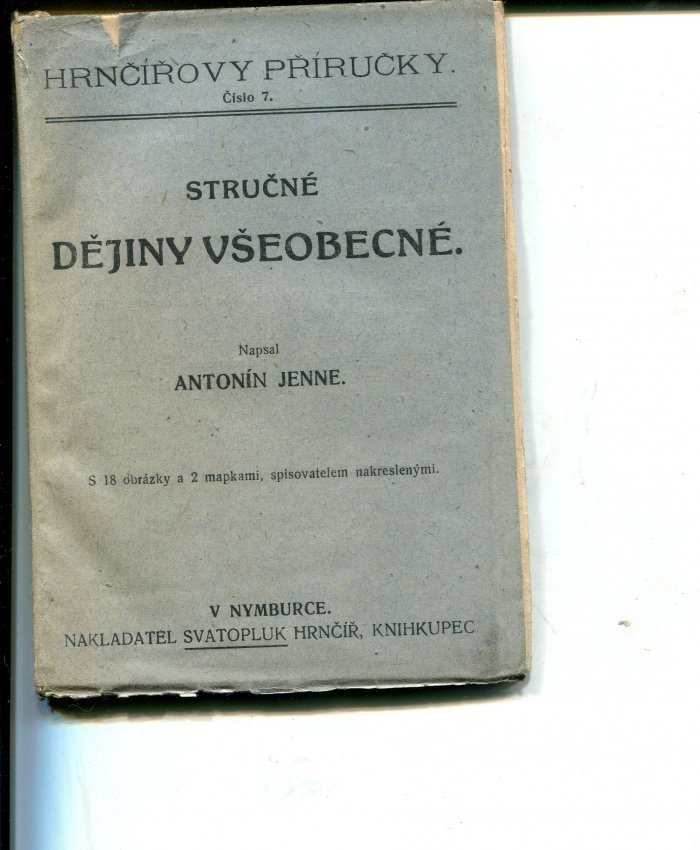 HRNČÍŘOVY PŘÍRUČKY.
Číslo 7.
STRUČNÉ
DĚJINY VŠEOBECNÉ.
Napsal
ANTONÍN JENNE.
S 18 obrázky a 2 mapkami, spisovatelem nakreslenými.
V NYMBURCE.
NAKLADATEL SVATOPLUK HRNČÍŘ, KNIHKUPEC